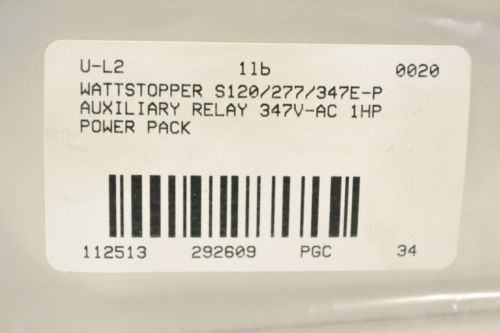 U-L2 1lb 0020
WATTSTOPPER S120/277/347E-P
AUXILIARY RELAY 347V-AC 1HP
POWER PACK
112513 292609 PGC 34